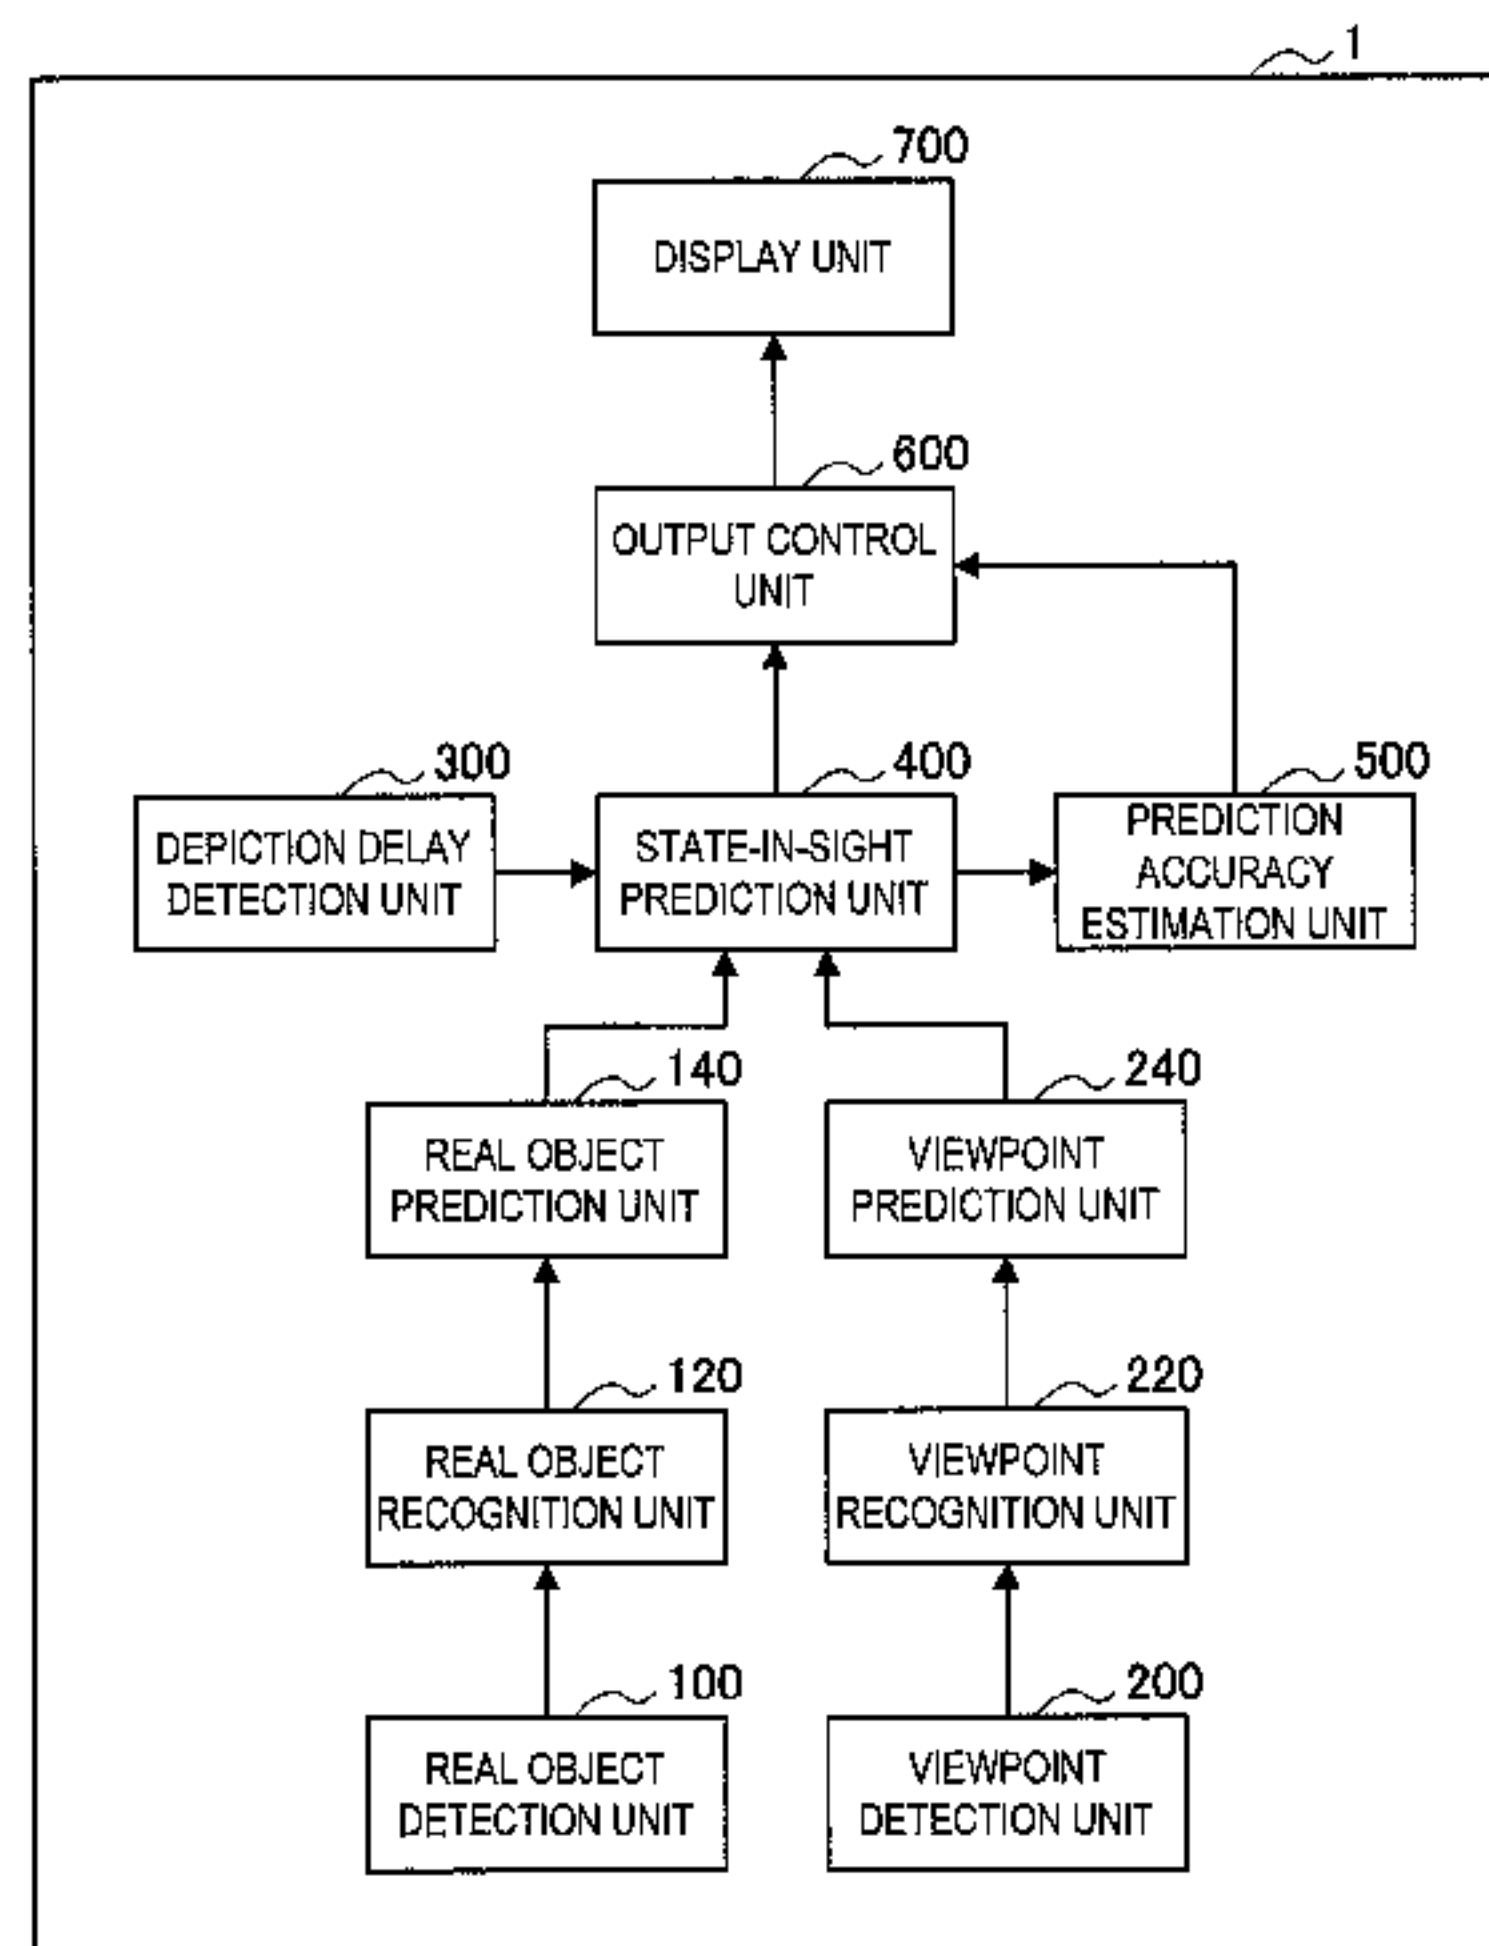 1
700
DISPLAY UNIT
600
OUTPUT CONTROL
UNIT
300
DEPICTION DELAY
DETECTION UNIT
400
STATE-IN-SIGHT
PREDICTION UNIT
500
PREDICTION
ACCURACY
ESTIMATION UNIT
140
REAL OBJECT
PREDICTION UNIT
240
VIEWPOINT
PREDICTION UNIT
120
REAL OBJECT
RECOGNITION UNIT
220
VIEWPOINT
RECOGNITION UNIT
100
REAL OBJECT
DETECTION UNIT
200
VIEWPOINT
DETECTION UNIT